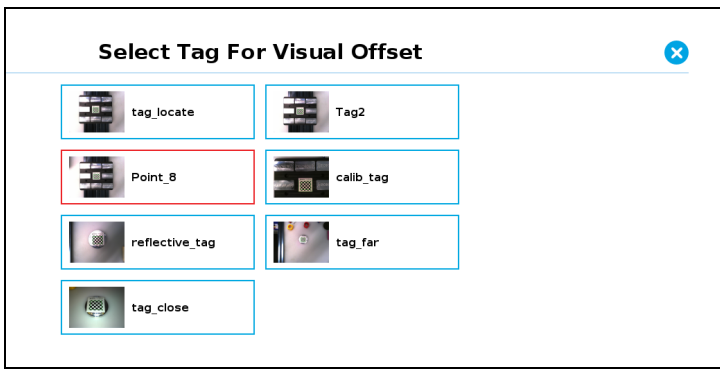 Select Tag For Visual Offset
tag_locate
Tag2
Point_8
calib_tag
reflective_tag
tag_far
tag_close